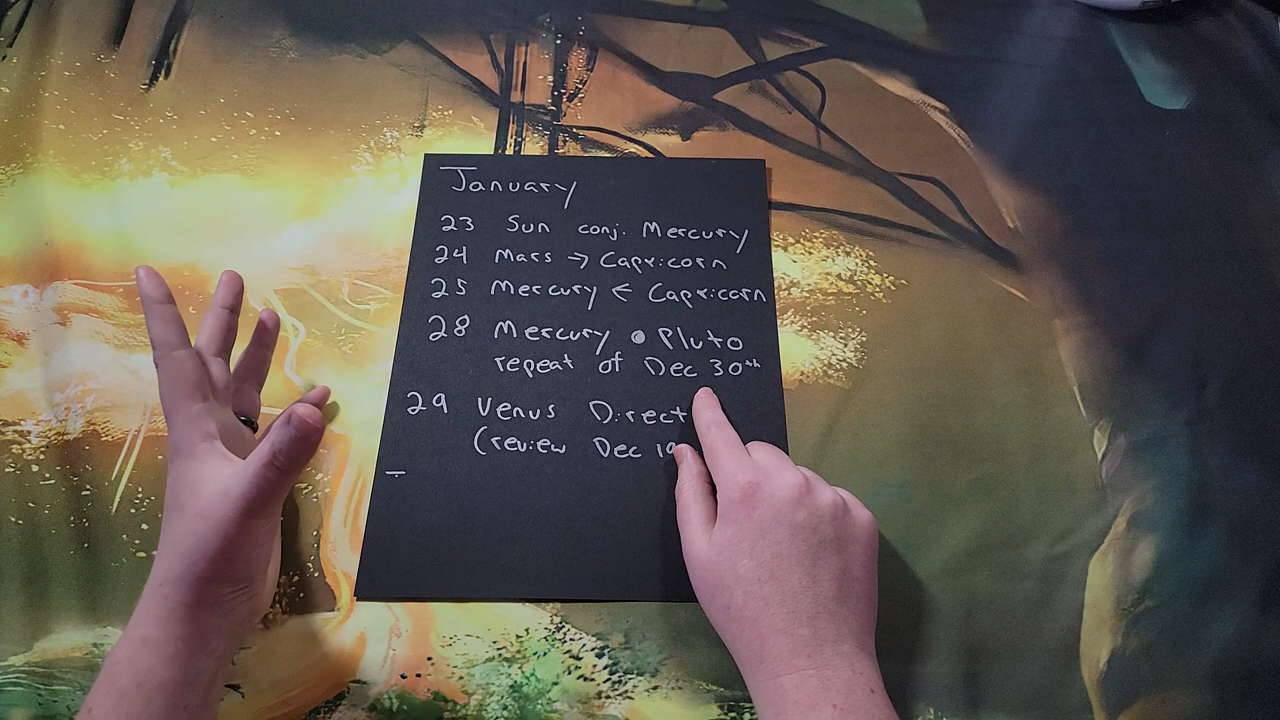 January
23 Sun conj. Mercury
24 Mars → Capricorn
25 Mercury ← Capricorn
28 Mercury • Pluto
repeat of Dec 30th
29 Venus Direct
(review Dec 19